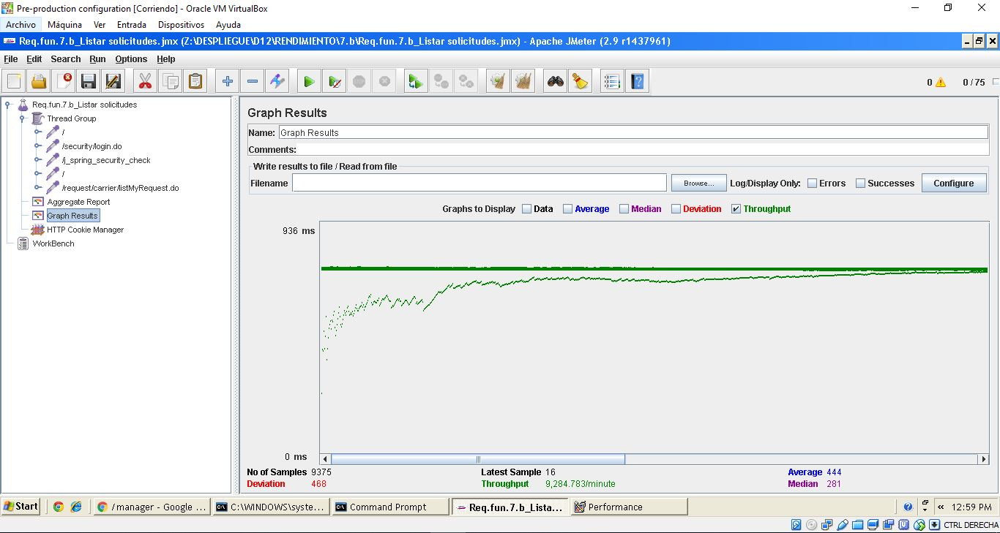 Pre-production configuration [Corriendo] - Oracle VM VirtualBox
Archivo Máquina Ver Entrada Dispositivos Ayuda
Req.fun.7.b_Listar solicitudes.jmx (Z:\DESPLIEGUE\D12\RENDIMIENTO\7.b\Req.fun.7.b_Listar solicitudes.jmx) - Apache JMeter (2.9 r1437961)
File Edit Search Run Options Help
0 0 / 75
Req.fun.7.b_Listar solicitudes
Thread Group
/
/security/login.do
/j_spring_security_check
/
/request/carrier/listMyRequest.do
Aggregate Report
Graph Results
HTTP Cookie Manager
WorkBench
Graph Results
Name: Graph Results
Comments:
Write results to file / Read from file
Filename Browse... Log/Display Only: Errors Successes Configure
Graphs to Display Data Average Median Deviation Throughput
936 ms
0 ms
No of Samples 9375 Latest Sample 16 Average 444
Deviation 468 Throughput 9,284.783/minute Median 281
Start /manager - Google ... C:\WINDOWS\syste... Command Prompt Req.fun.7.b_Lista... Performance « 12:59 PM
CTRL DERECHA